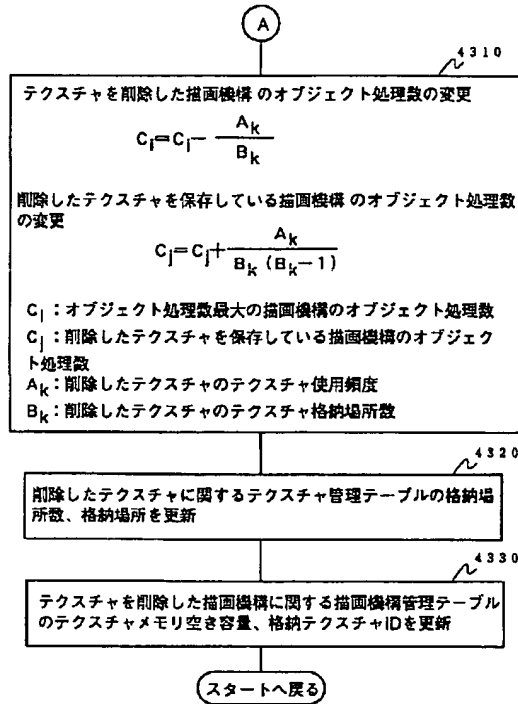 A
4310
テクスチャを削除した描画機構 のオブジェクト処理数の変更
Ci=Ci− Ak/Bk
削除したテクスチャを保存している描画機構 のオブジェクト処理数
の変更
Cj=Cj+ Ak/Bk (Bk−1)
Ci：オブジェクト処理数最大の描画機構のオブジェクト処理数
Cj：削除したテクスチャを保存している描画機構のオブジェク
ト処理数
Ak：削除したテクスチャのテクスチャ使用頻度
Bk：削除したテクスチャのテクスチャ格納場所数
4320
削除したテクスチャに関するテクスチャ管理テーブルの格納場
所数、格納場所を更新
4330
テクスチャを削除した描画機構に関する描画機構管理テーブル
のテクスチャメモリ空き容量、格納テクスチャIDを更新
スタートへ戻る